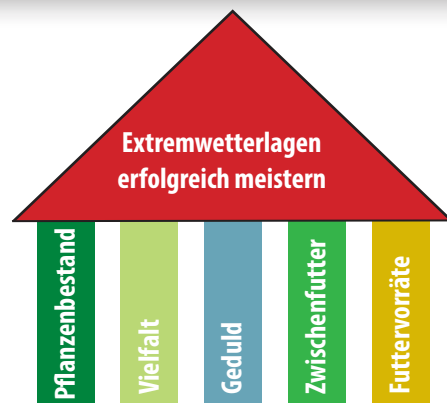 Extremwetterlagen
erfolgreich meistern
Pflanzenbestand
Vielfalt
Geduld
Zwischenfutter
Futtervorräte